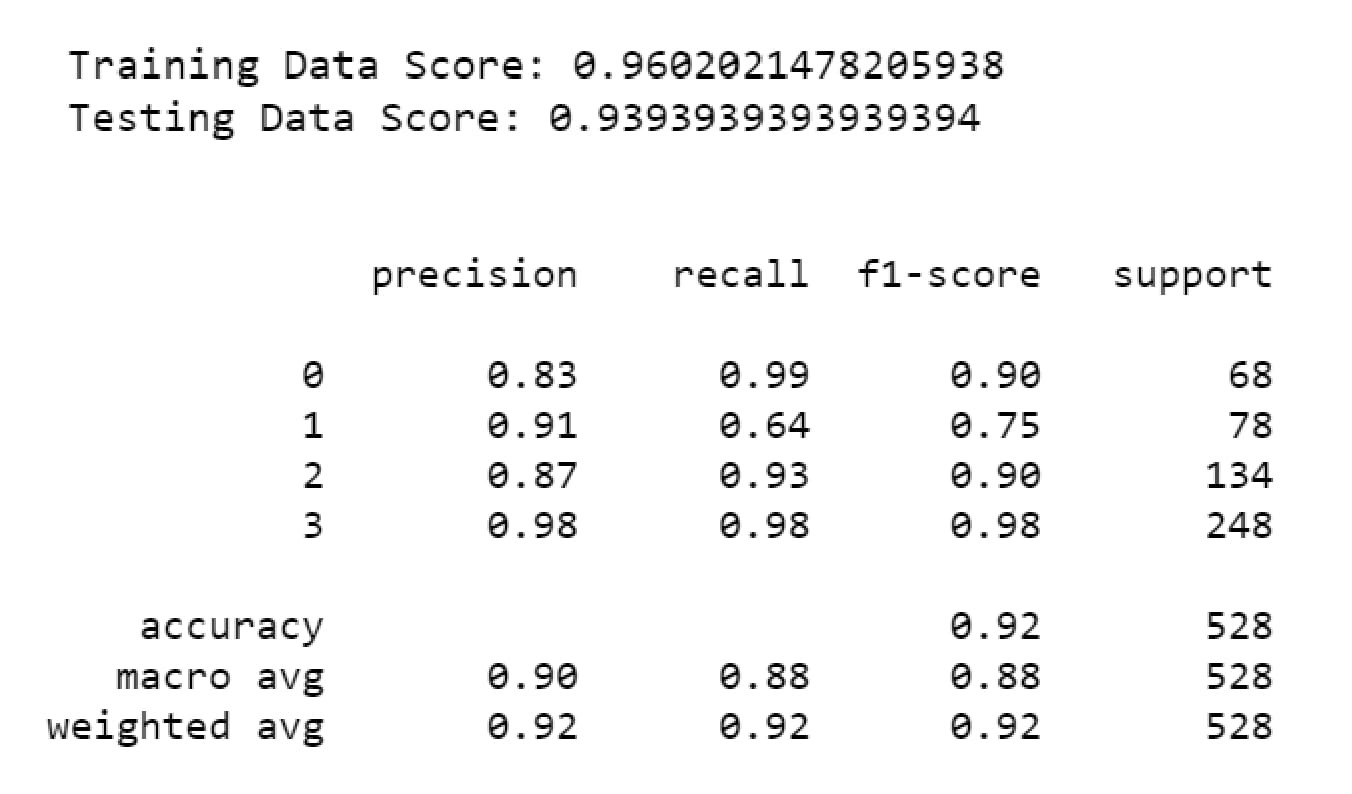 Training Data Score: 0.9602021478205938
Testing Data Score: 0.9393939393939394
precision recall f1-score support
0 0.83 0.99 0.90 68
1 0.91 0.64 0.75 78
2 0.87 0.93 0.90 134
3 0.98 0.98 0.98 248
accuracy 0.92 528
macro avg 0.90 0.88 0.88 528
weighted avg 0.92 0.92 0.92 528